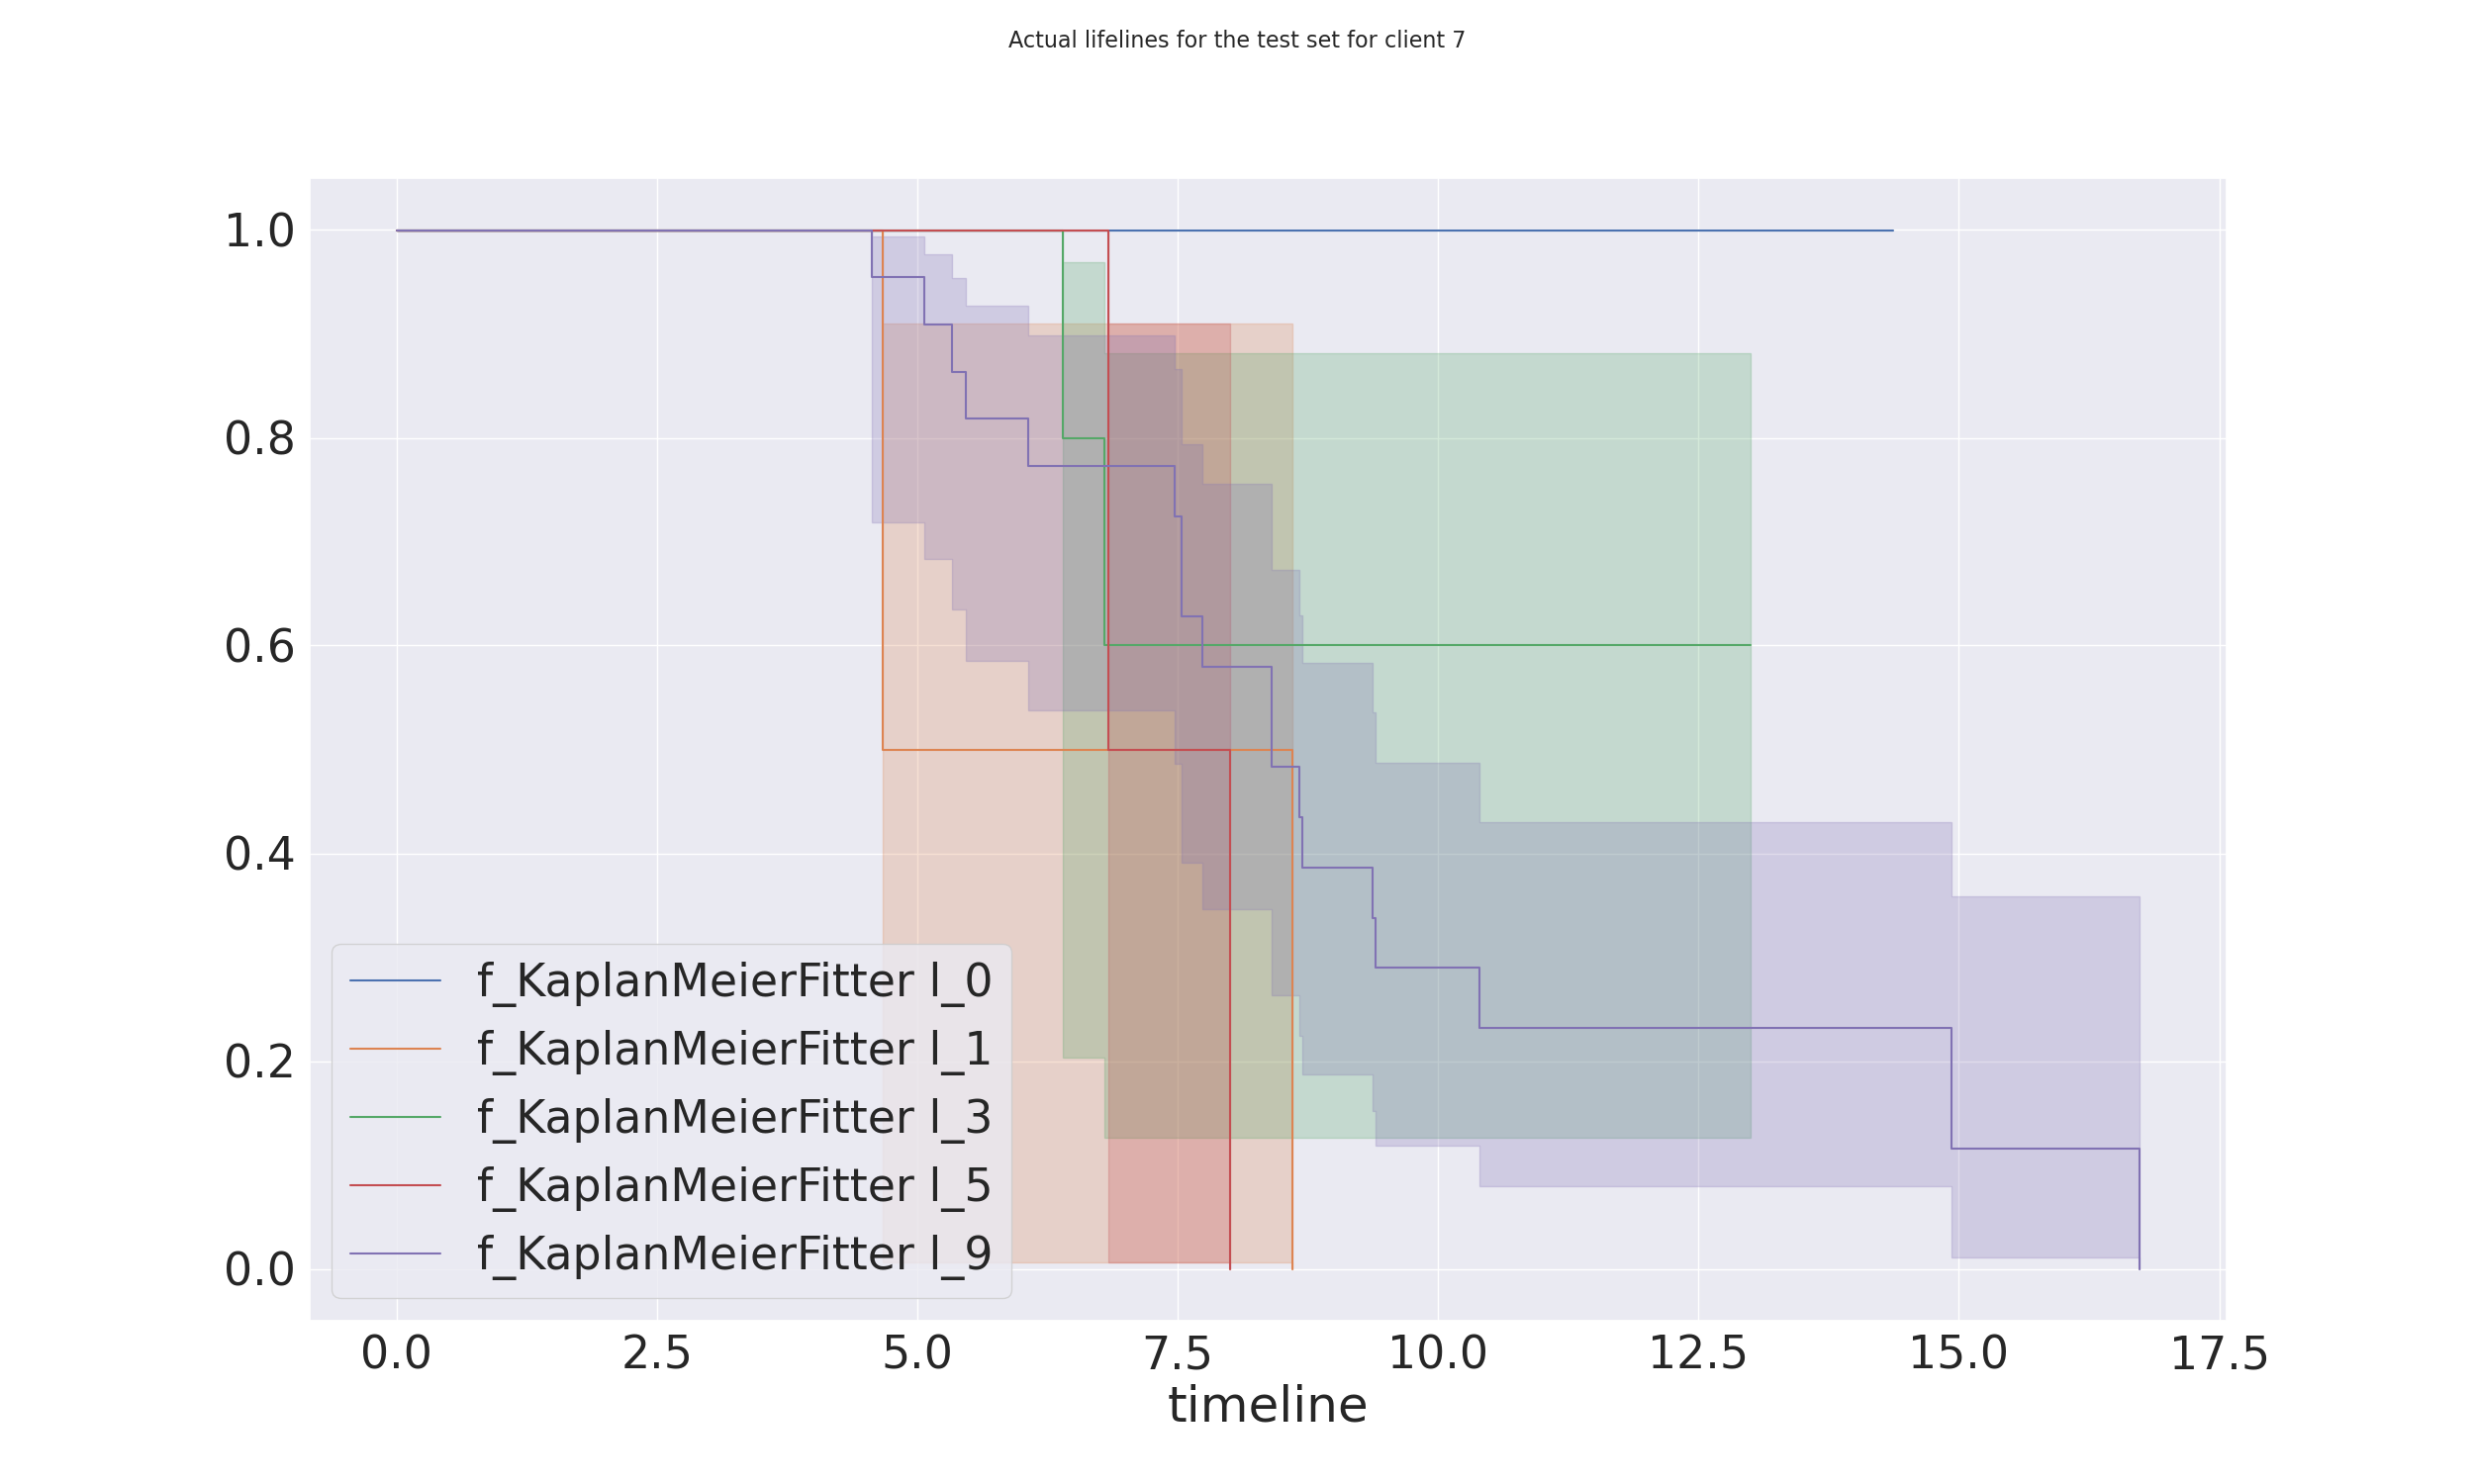 Actual lifelines for the test set for client 7
1.0
0.8
0.6
0.4
0.2
0.0
f_KaplanMeierFitter l_0
f_KaplanMeierFitter l_1
f_KaplanMeierFitter l_3
f_KaplanMeierFitter l_5
f_KaplanMeierFitter l_9
0.0 2.5 5.0 7.5 10.0 12.5 15.0 17.5
timeline